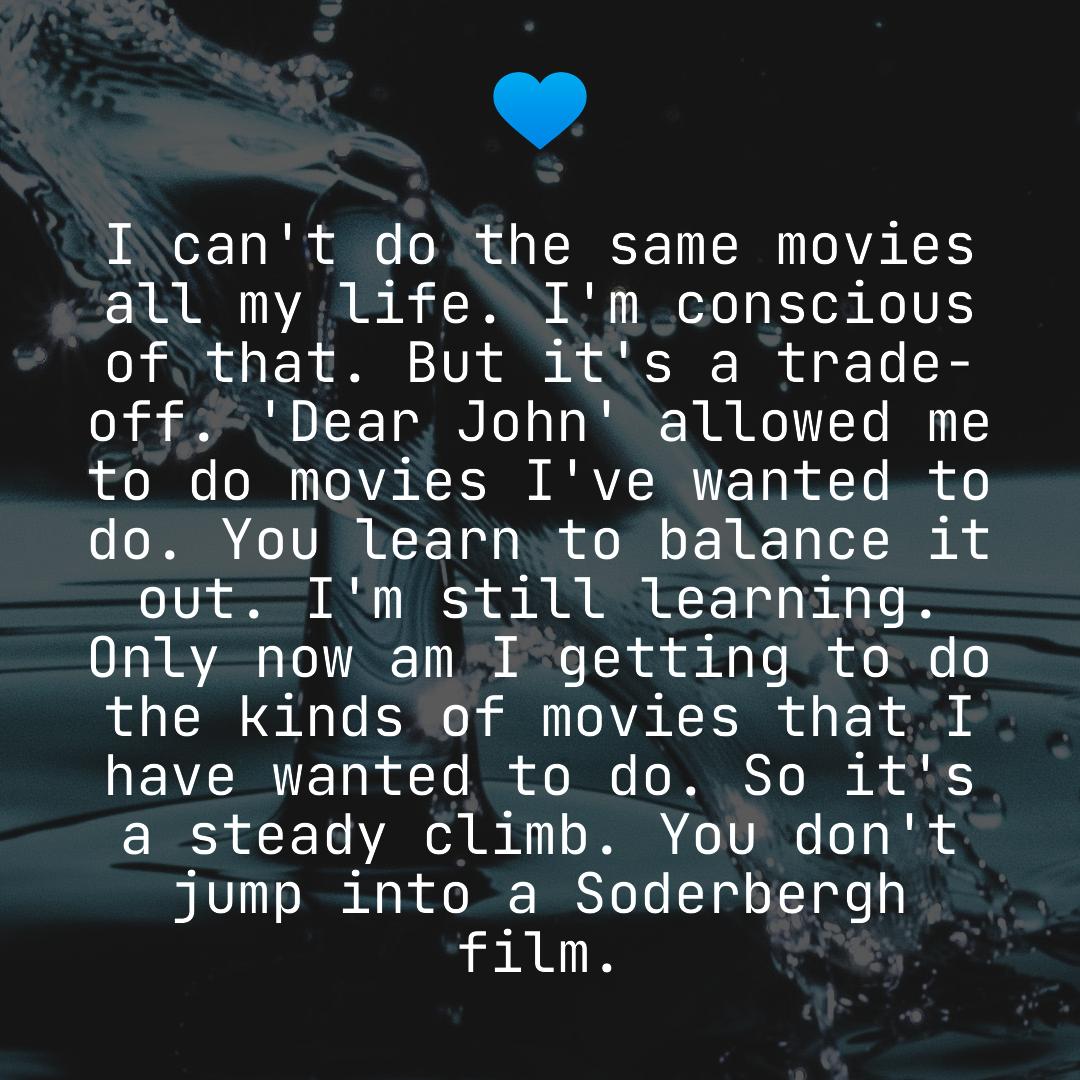 I can't do the same movies
all my life. I'm conscious
of that. But it's a trade-
off. 'Dear John' allowed me
to do movies I've wanted to
do. You learn to balance it
out. I'm still learning.
Only now am I getting to do
the kinds of movies that I
have wanted to do. So it's
a steady climb. You don't
jump into a Soderbergh
film.